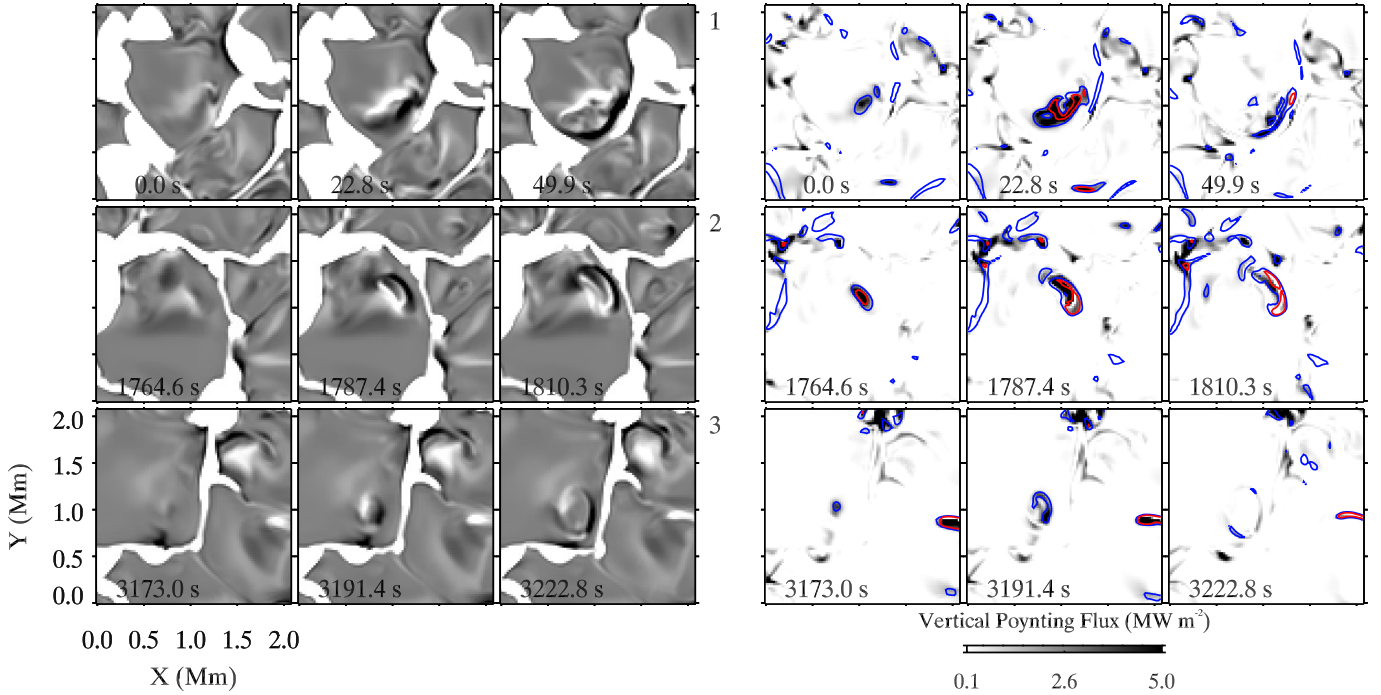 1
0.0 s 22.8 s 49.9 s 0.0 s 22.8 s 49.9 s
2
1764.6 s 1787.4 s 1810.3 s 1764.6 s 1787.4 s 1810.3 s
3
2.0
1.5
1.0
0.5
0.0
Y (Mm)
3173.0 s 3191.4 s 3222.8 s 3173.0 s 3191.4 s 3222.8 s
0.0 0.5 1.0 1.5 2.0
X (Mm)
Vertical Poynting Flux (MW m⁻²)
0.1 2.6 5.0